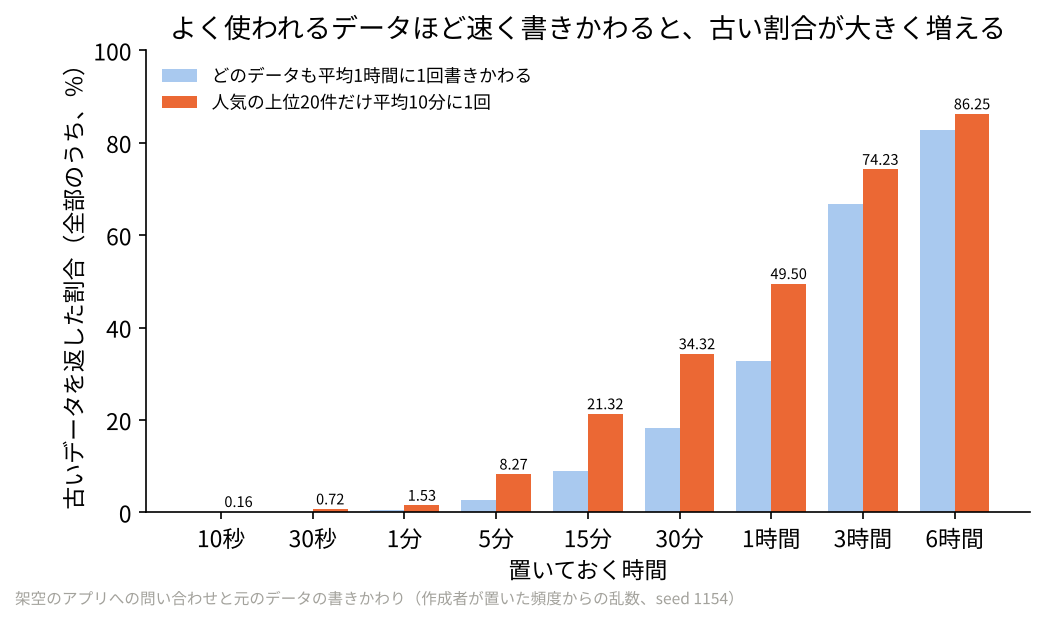 よく使われるデータほど速く書きかわると、古い割合が大きく増える
古いデータを返した割合（全部のうち、%）
100
80
60
40
20
0
どのデータも平均1時間に1回書きかわる
人気の上位20件だけ平均10分に1回
0.16
0.72
1.53
8.27
21.32
34.32
49.50
74.23
86.25
10秒
30秒
1分
5分
15分
30分
1時間
3時間
6時間
置いておく時間
架空のアプリへの問い合わせと元のデータの書きかわり（作成者が置いた頻度からの乱数、seed 1154）